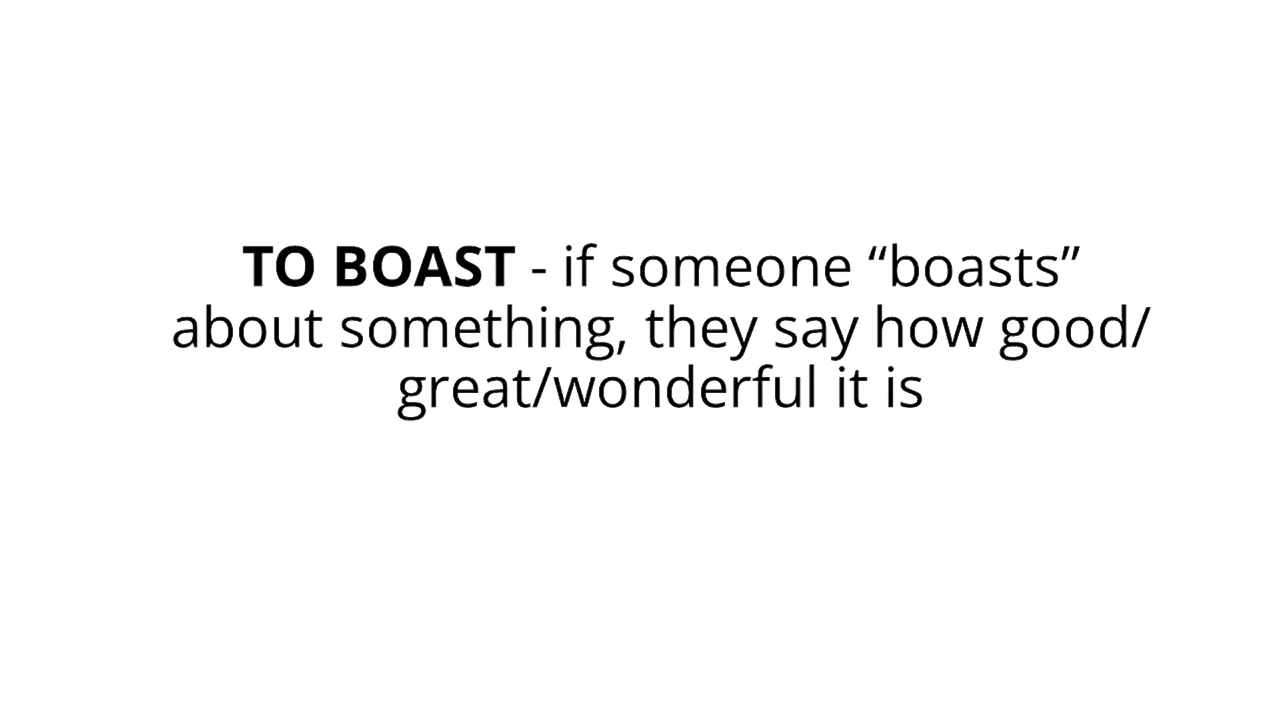 TO BOAST - if someone “boasts”
about something, they say how good/
great/wonderful it is